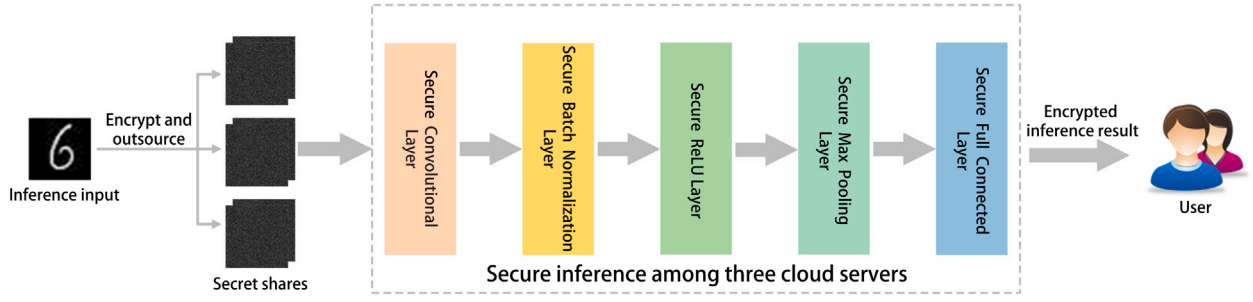 6
Inference input
Encrypt and
outsource
Secret shares
Secure Convolutional
Layer
Secure Batch Normalization
Layer
Secure ReLU Layer
Secure Max Pooling
Layer
Secure Full Connected
Layer
Secure inference among three cloud servers
Encrypted
inference result
User